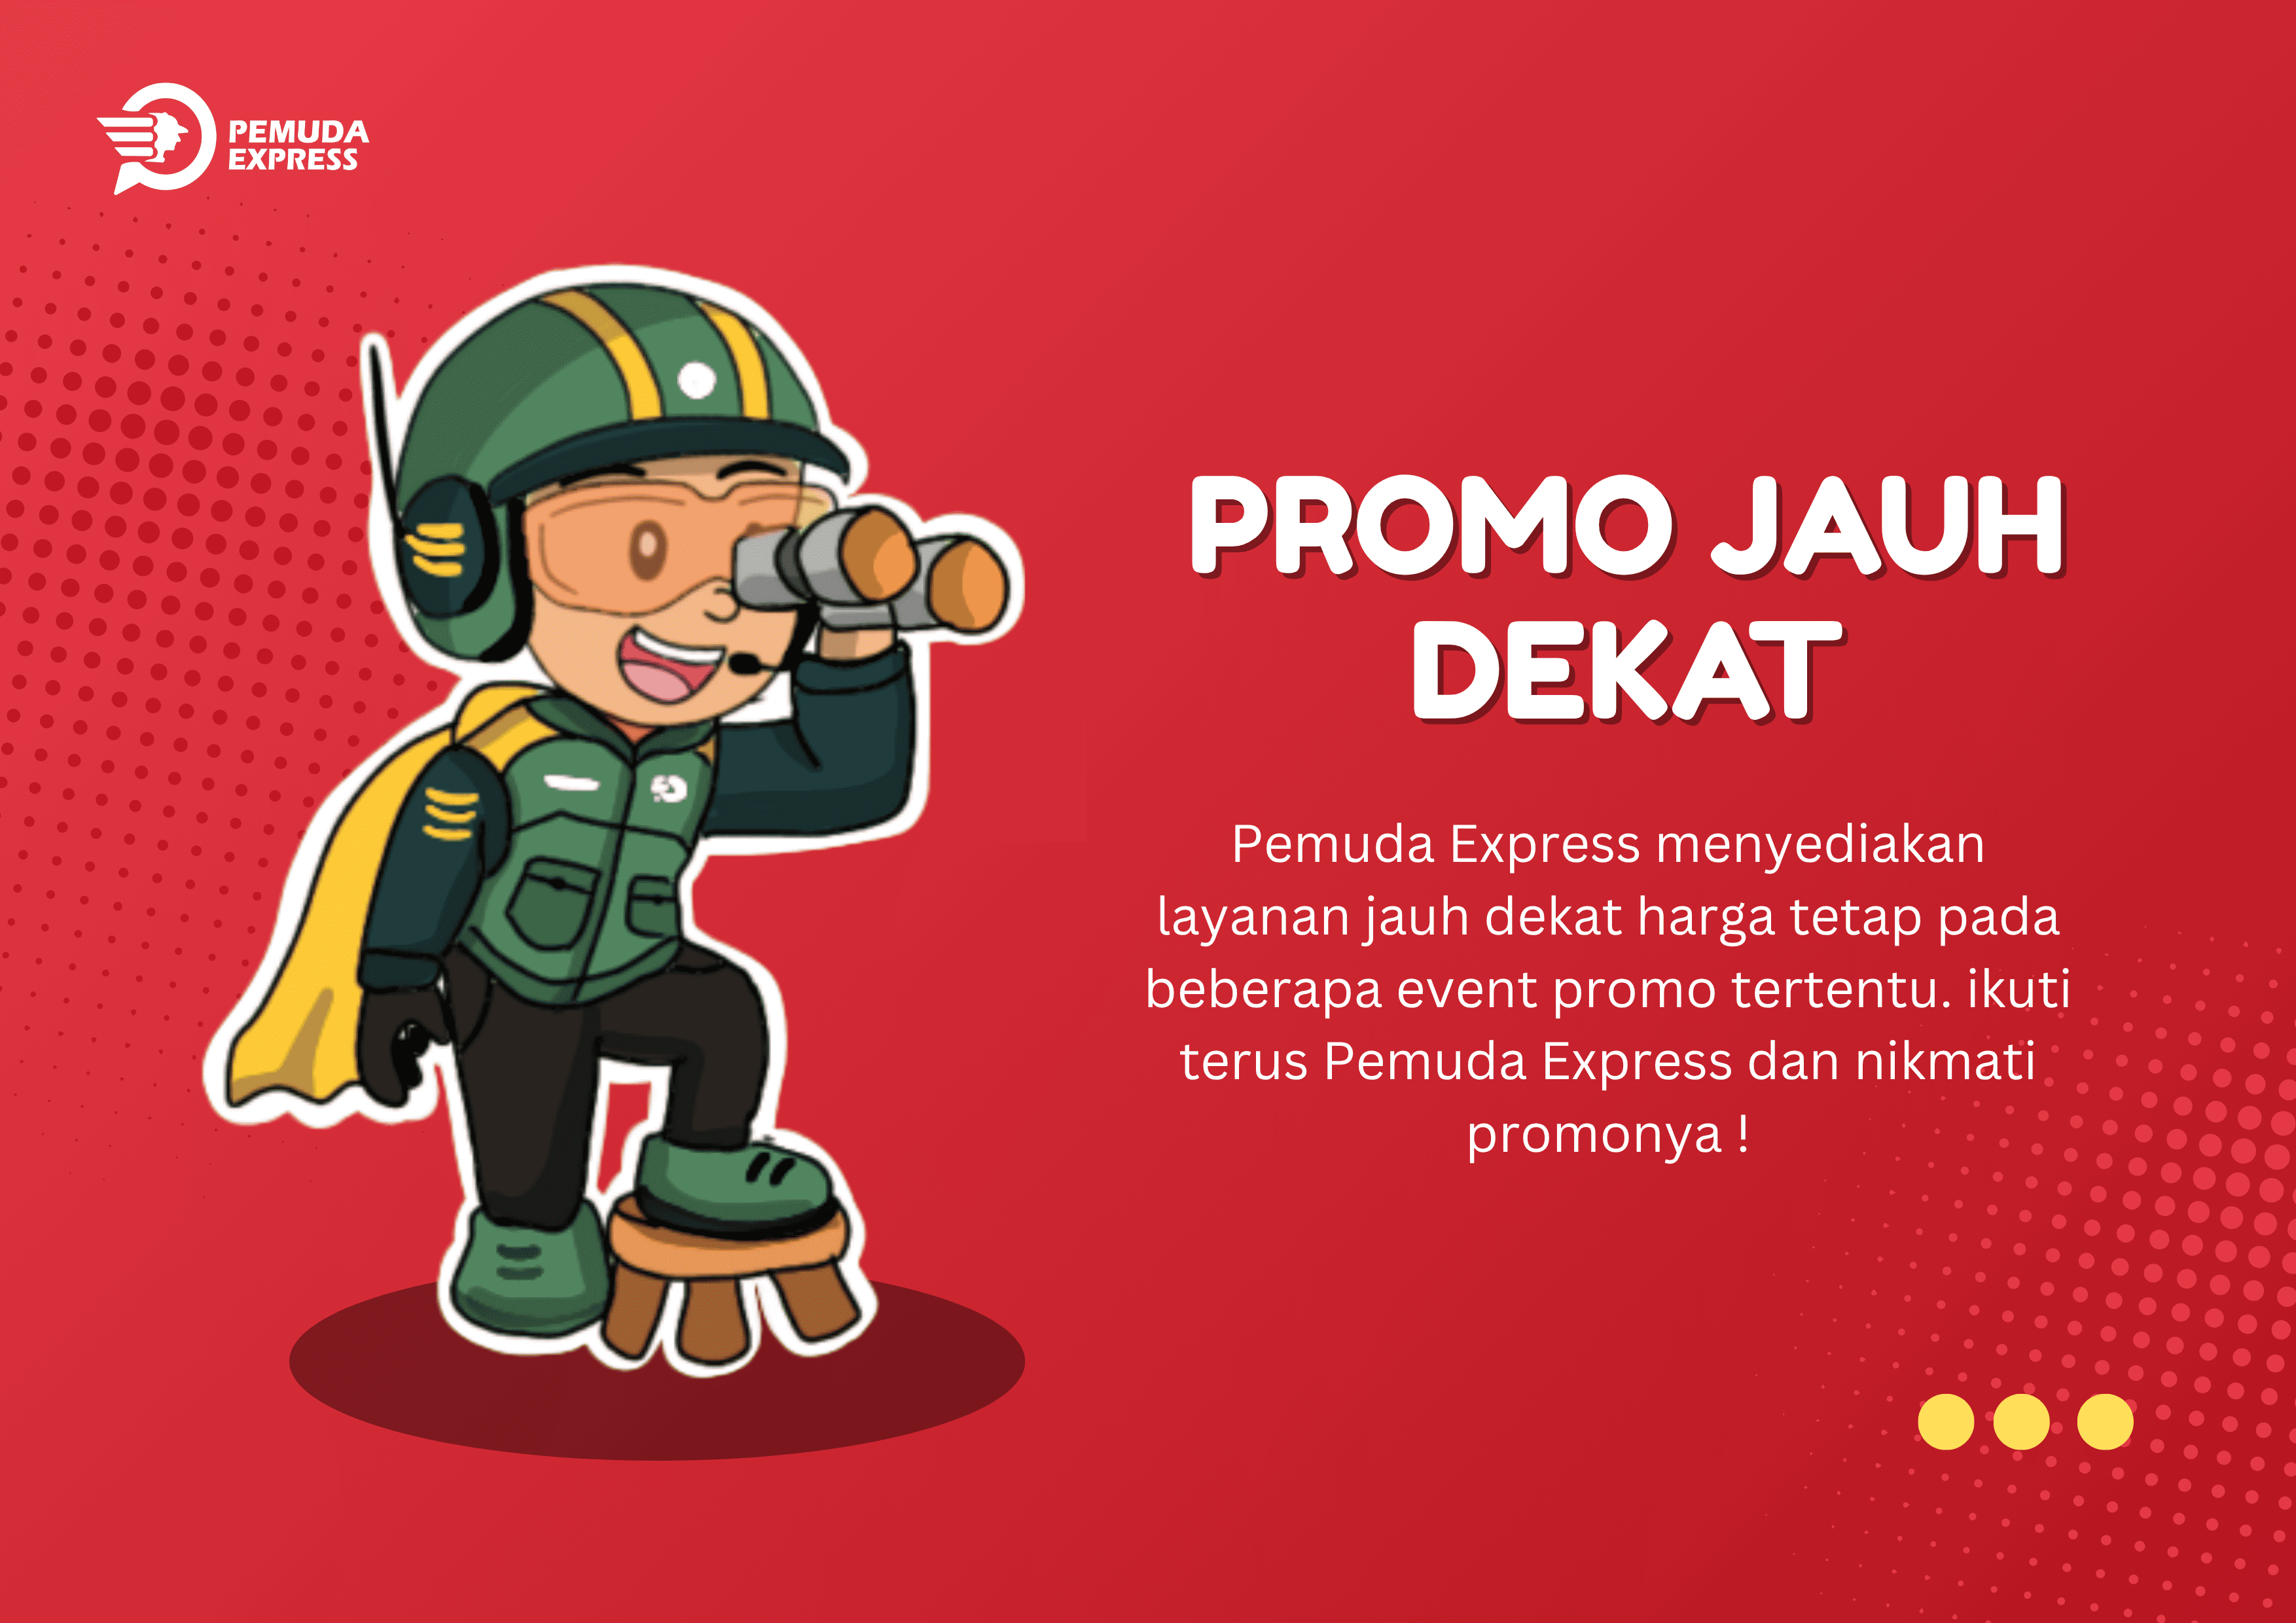 PEMUDA
EXPRESS
PROMO JAUH
DEKAT
Pemuda Express menyediakan
layanan jauh dekat harga tetap pada
beberapa event promo tertentu. ikuti
terus Pemuda Express dan nikmati
promonya !